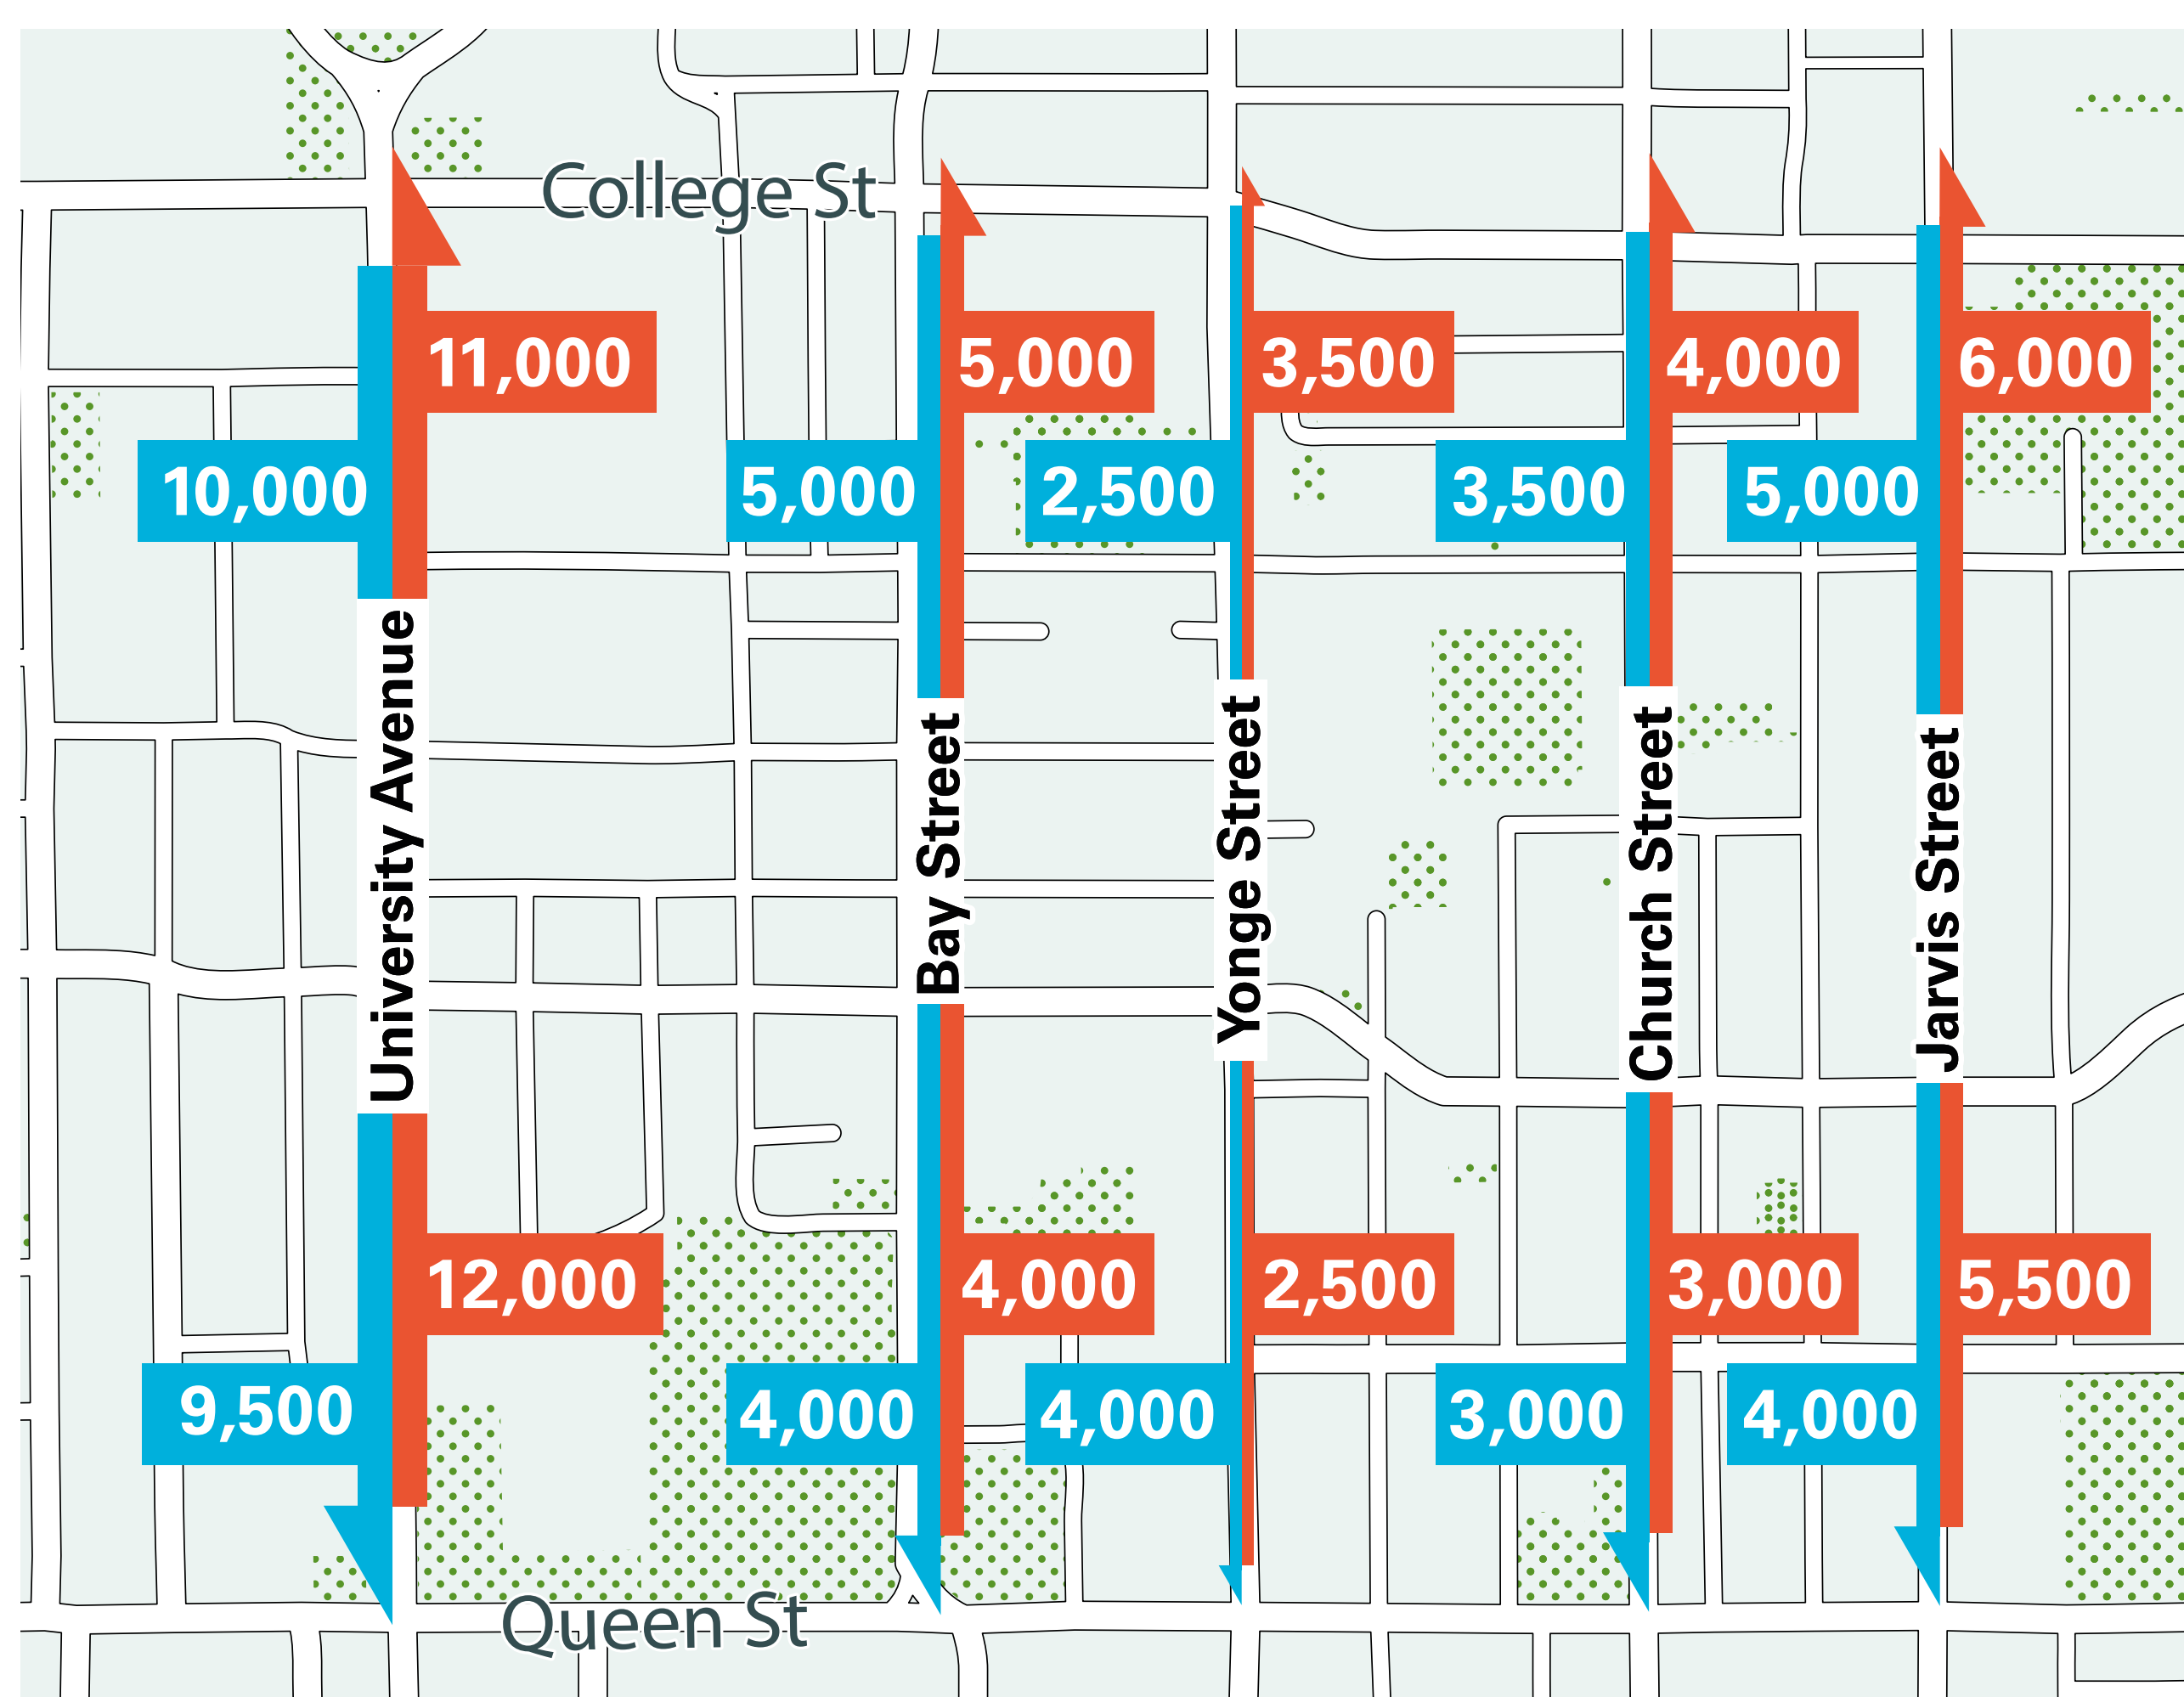 College St
11,000
5,000
3,500
4,000
6,000
10,000
5,000
2,500
3,500
5,000
University Avenue
Bay Street
Yonge Street
Church Street
Jarvis Street
12,000
4,000
2,500
3,000
5,500
9,500
4,000
4,000
3,000
4,000
Queen St